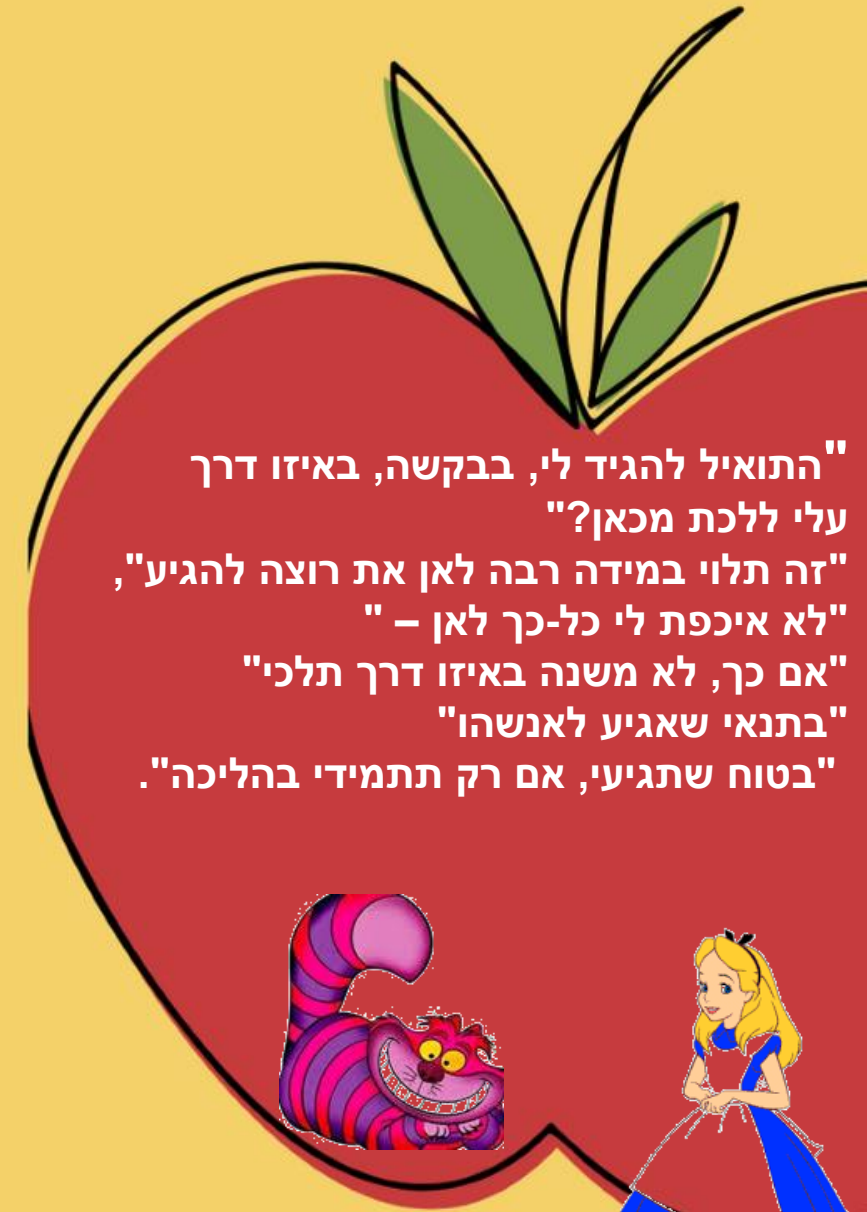 "התואיל להגיד לי, בבקשה, באיזו דרך
עלי ללכת מכאן?"
"זה תלוי במידה רבה לאן את רוצה להגיע",
"לא איכפת לי כל-כך לאן – "
"אם כך, לא משנה באיזו דרך תלכי"
"בתנאי שאגיע לאנשהו"
"בטוח שתגיעי, אם רק תתמידי בהליכה".